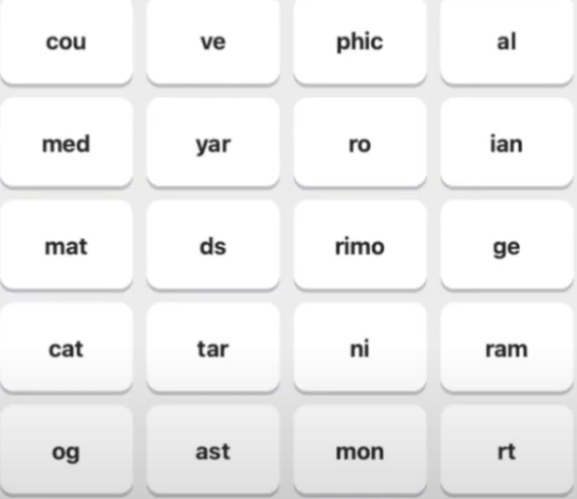 cou ve phic al
med yar ro ian
mat ds rimo ge
cat tar ni ram
og ast mon rt